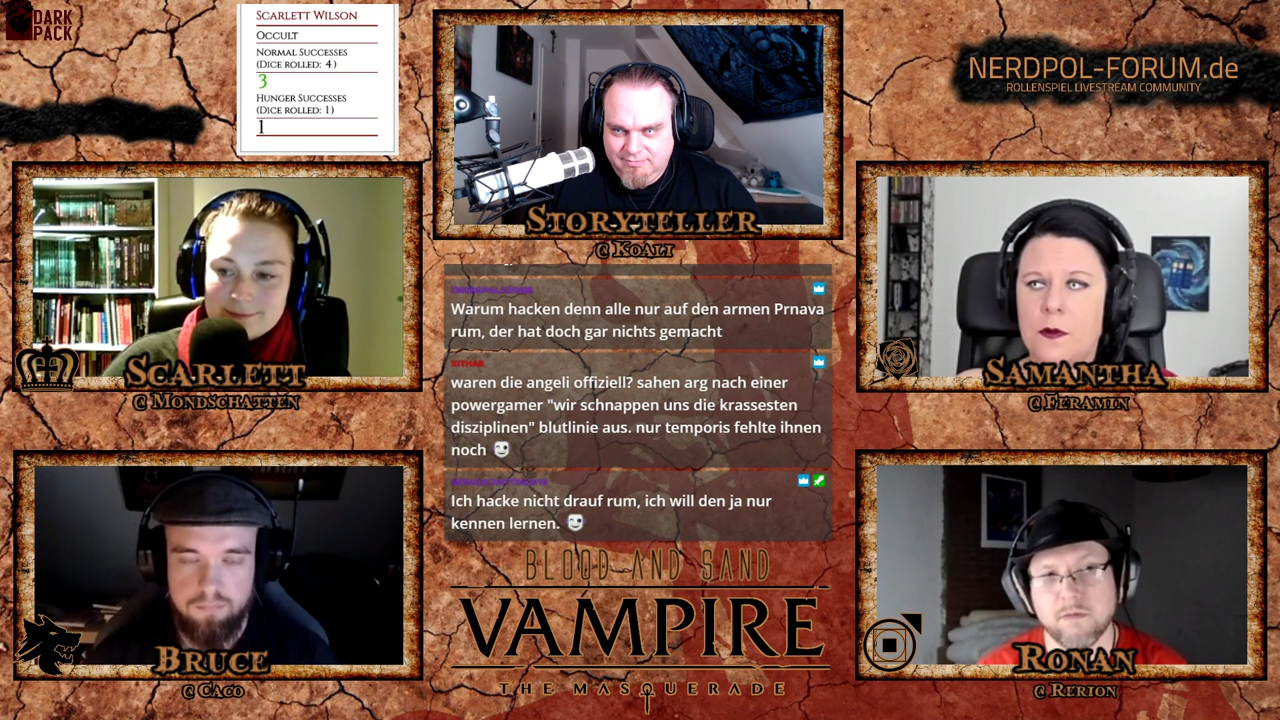 DARK
PACK
SCARLETT WILSON
OCCULT
NORMAL SUCCESSES
(DICE ROLLED: 4)
3
HUNGER SUCCESSES
(DICE ROLLED: 1)
1
NERDPOL-FORUM.de
ROLLENSPIEL LIVESTREAM COMMUNITY
STORYTELLER
@ KOALI
SCARLETT
@ MONDSCHATTEN
SAMANTHA
@ FERAMIN
Warum hacken denn alle nur auf den armen Prnava
rum, der hat doch gar nichts gemacht
XITHAR
waren die angeli offiziell? sahen arg nach einer
powergamer "wir schnappen uns die krassesten
disziplinen" blutlinie aus. nur temporis fehlte ihnen
noch
Ich hacke nicht drauf rum, ich will den ja nur
kennen lernen.
BRUCE
@ CACO
RONAN
@ RERION
BLOOD AND SAND
VAMPIRE
THE MASQUERADE